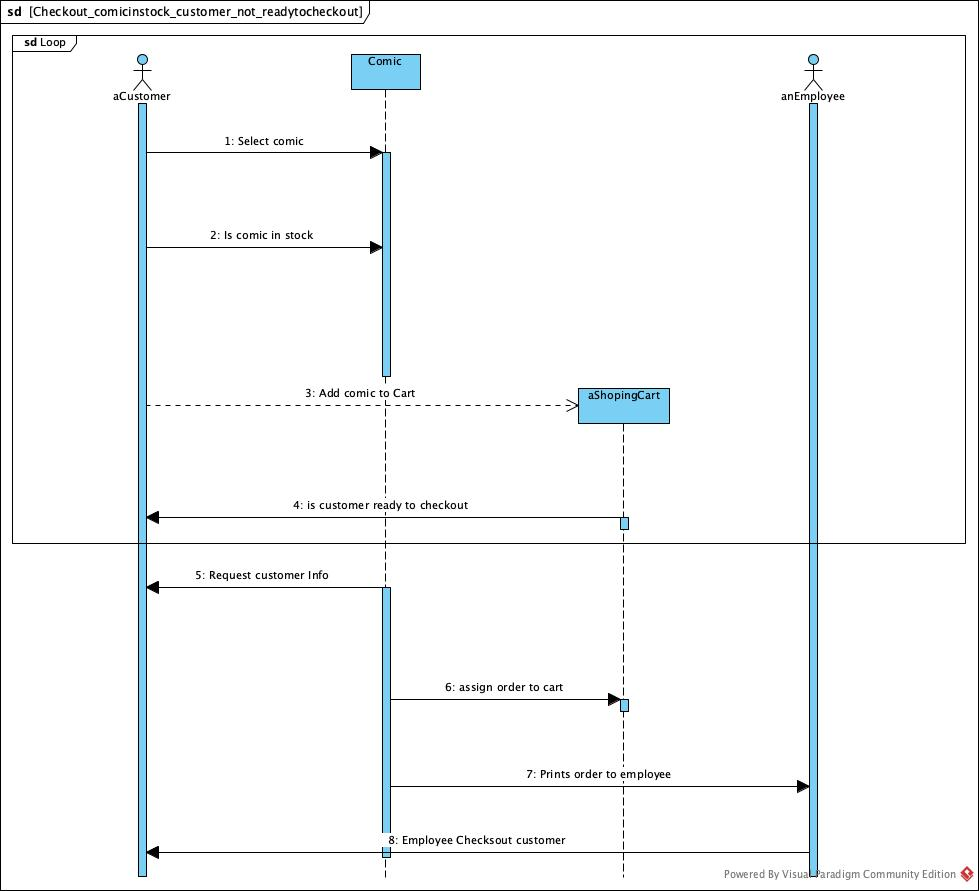 sd [Checkout_comicinstock_customer_not_readytocheckout]
sd Loop
Comic
aCustomer
anEmployee
1: Select comic
2: Is comic in stock
3: Add comic to Cart
aShopingCart
4: is customer ready to checkout
5: Request customer Info
6: assign order to cart
7: Prints order to employee
8: Employee Checksout customer
Powered By Visual Paradigm Community Edition